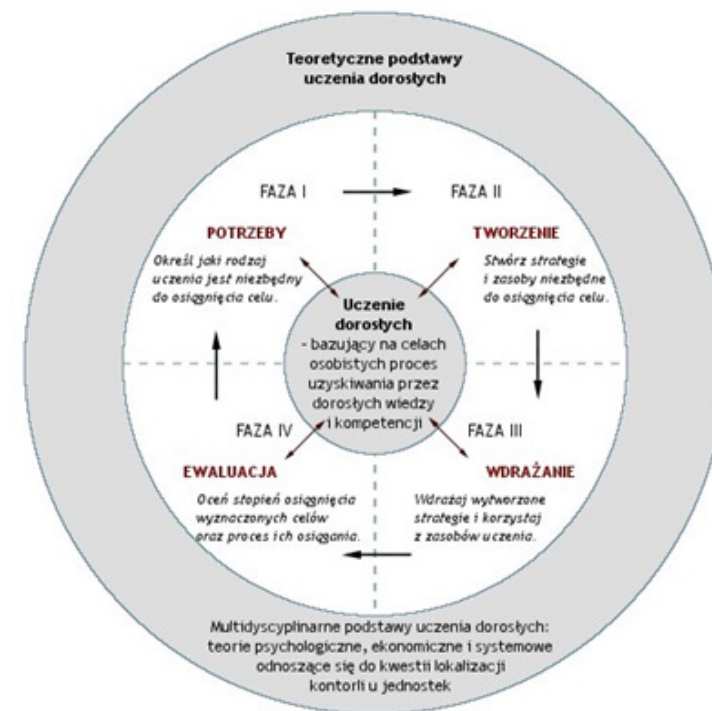 Teoretyczne podstawy
uczenia dorosłych
FAZA I
POTRZEBY
Określ jaki rodzaj
uczenia jest niezbędny
do osiągnięcia celu.
FAZA II
TWORZENIE
Stwórz strategie
i zasoby niezbędne
do osiągnięcia celu.
Uczenie
dorosłych
- bazujący na celach
osobistych proces
uzyskiwania przez
dorosłych wiedzy
i kompetencji
FAZA III
WDRAŻANIE
Wdrażaj wytworzone
strategie i korzystaj
z zasobów uczenia.
FAZA IV
EWALUACJA
Oceń stopień osiągnięcia
wyznaczonych celów
oraz proces ich osiągania.
Multidyscyplinarne podstawy uczenia dorosłych:
teorie psychologiczne, ekonomiczne i systemowe
odnoszące się do kwestii lokalizacji
kontorli u jednostek